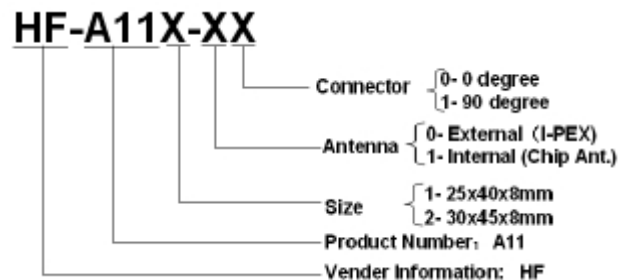 HF-A11X-XX
Connector 0- 0 degree
1- 90 degree
Antenna 0- External (I-PEX)
1- Internal (Chip Ant.)
Size 1- 25x40x8mm
2- 30x45x8mm
Product Number: A11
Vender Information: HF